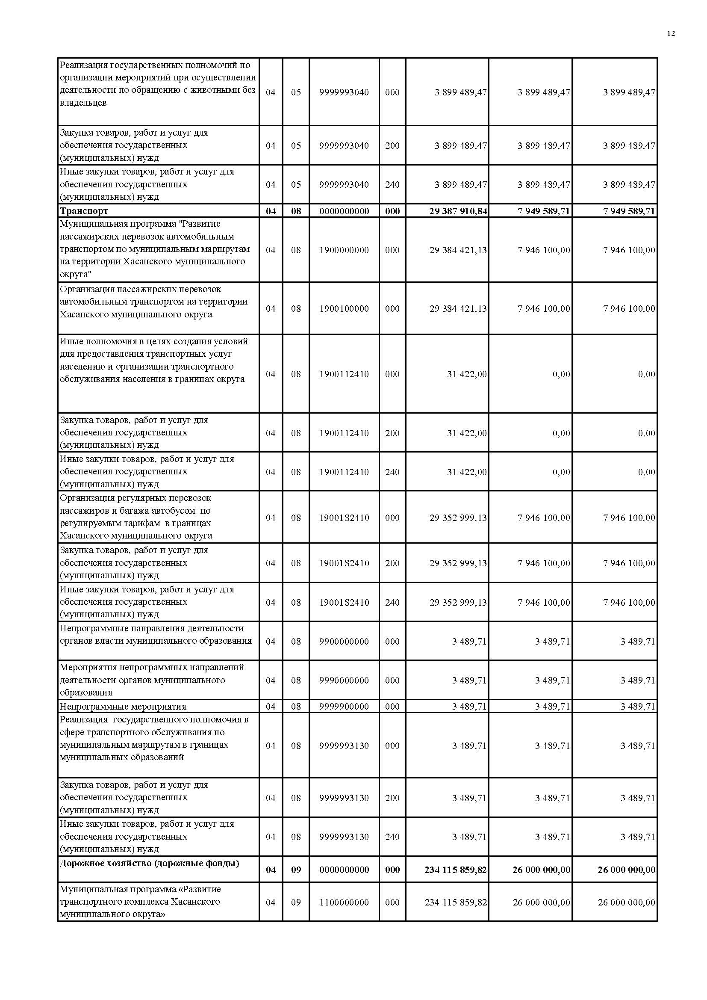 12
Реализация государственных полномочий по
организации мероприятий при осуществлении
деятельности по обращению с животными без
владельцев
04 05 9999993040 000 3 899 489,47 3 899 489,47 3 899 489,47
Закупка товаров, работ и услуг для
обеспечения государственных
(муниципальных) нужд
04 05 9999993040 200 3 899 489,47 3 899 489,47 3 899 489,47
Иные закупки товаров, работ и услуг для
обеспечения государственных
(муниципальных) нужд
04 05 9999993040 240 3 899 489,47 3 899 489,47 3 899 489,47
Транспорт 04 08 0000000000 000 29 387 910,84 7 949 589,71 7 949 589,71
Муниципальная программа "Развитие
пассажирских перевозок автомобильным
транспортом по муниципальным маршрутам
на территории Хасанского муниципального
округа"
04 08 1900000000 000 29 384 421,13 7 946 100,00 7 946 100,00
Организация пассажирских перевозок
автомобильным транспортом на территории
Хасанского муниципального округа
04 08 1900100000 000 29 384 421,13 7 946 100,00 7 946 100,00
Иные полномочия в целях создания условий
для предоставления транспортных услуг
населению и организации транспортного
обслуживания населения в границах округа
04 08 1900112410 000 31 422,00 0,00 0,00
Закупка товаров, работ и услуг для
обеспечения государственных
(муниципальных) нужд
04 08 1900112410 200 31 422,00 0,00 0,00
Иные закупки товаров, работ и услуг для
обеспечения государственных
(муниципальных) нужд
04 08 1900112410 240 31 422,00 0,00 0,00
Организация регулярных перевозок
пассажиров и багажа автобусом по
регулируемым тарифам в границах
Хасанского муниципального округа
04 08 19001S2410 000 29 352 999,13 7 946 100,00 7 946 100,00
Закупка товаров, работ и услуг для
обеспечения государственных
(муниципальных) нужд
04 08 19001S2410 200 29 352 999,13 7 946 100,00 7 946 100,00
Иные закупки товаров, работ и услуг для
обеспечения государственных
(муниципальных) нужд
04 08 19001S2410 240 29 352 999,13 7 946 100,00 7 946 100,00
Непрограммные направления деятельности
органов власти муниципального образования
04 08 9900000000 000 3 489,71 3 489,71 3 489,71
Мероприятия непрограммных направлений
деятельности органов муниципального
образования
04 08 9990000000 000 3 489,71 3 489,71 3 489,71
Непрограммные мероприятия 04 08 9999900000 000 3 489,71 3 489,71 3 489,71
Реализация государственного полномочия в
сфере транспортного обслуживания по
муниципальным маршрутам в границах
муниципальных образований
04 08 9999993130 000 3 489,71 3 489,71 3 489,71
Закупка товаров, работ и услуг для
обеспечения государственных
(муниципальных) нужд
04 08 9999993130 200 3 489,71 3 489,71 3 489,71
Иные закупки товаров, работ и услуг для
обеспечения государственных
(муниципальных) нужд
04 08 9999993130 240 3 489,71 3 489,71 3 489,71
Дорожное хозяйство (дорожные фонды)
04 09 0000000000 000 234 115 859,82 26 000 000,00 26 000 000,00
Муниципальная программа «Развитие
транспортного комплекса Хасанского
муниципального округа»
04 09 1100000000 000 234 115 859,82 26 000 000,00 26 000 000,00